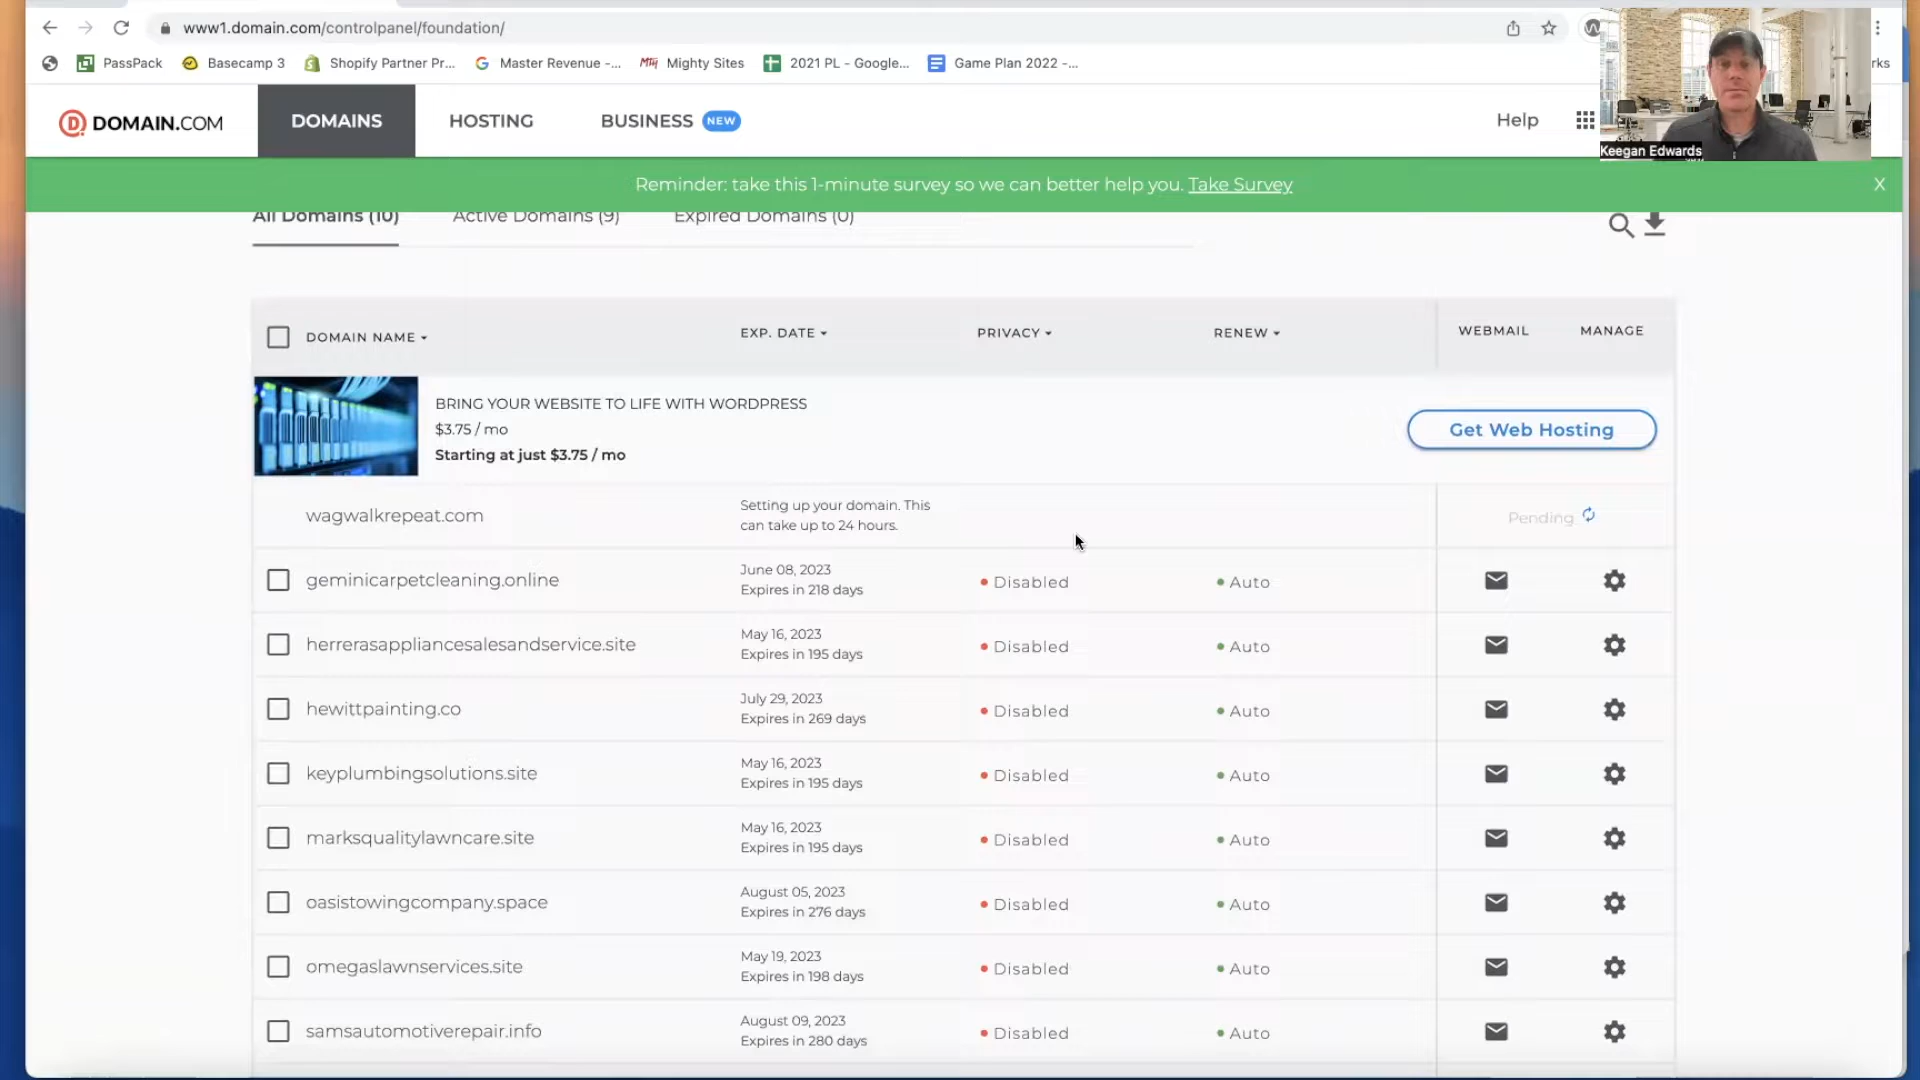 www1.domain.com/controlpanel/foundation/
PassPack
Basecamp 3
Shopify Partner Pr...
Master Revenue -...
Mighty Sites
2021 PL - Google...
Game Plan 2022 -...
rks
DOMAIN.COM
DOMAINS
HOSTING
BUSINESS NEW
Help
Keegan Edwards
Reminder: take this 1-minute survey so we can better help you. Take Survey
X
All Domains (10)
Active Domains (9)
Expired Domains (0)
DOMAIN NAME
EXP. DATE
PRIVACY
RENEW
WEBMAIL
MANAGE
BRING YOUR WEBSITE TO LIFE WITH WORDPRESS
$3.75 / mo
Starting at just $3.75 / mo
Get Web Hosting
wagwalkrepeat.com
Setting up your domain. This
can take up to 24 hours.
Pending
geminicarpetcleaning.online
June 08, 2023
Expires in 218 days
Disabled
Auto
herrerasappliancesalesandservice.site
May 16, 2023
Expires in 195 days
Disabled
Auto
hewittpainting.co
July 29, 2023
Expires in 269 days
Disabled
Auto
keyplumbingsolutions.site
May 16, 2023
Expires in 195 days
Disabled
Auto
marksqualitylawncare.site
May 16, 2023
Expires in 195 days
Disabled
Auto
oasistowingcompany.space
August 05, 2023
Expires in 276 days
Disabled
Auto
omegaslawnservices.site
May 19, 2023
Expires in 198 days
Disabled
Auto
samsautomotiverepair.info
August 09, 2023
Expires in 280 days
Disabled
Auto